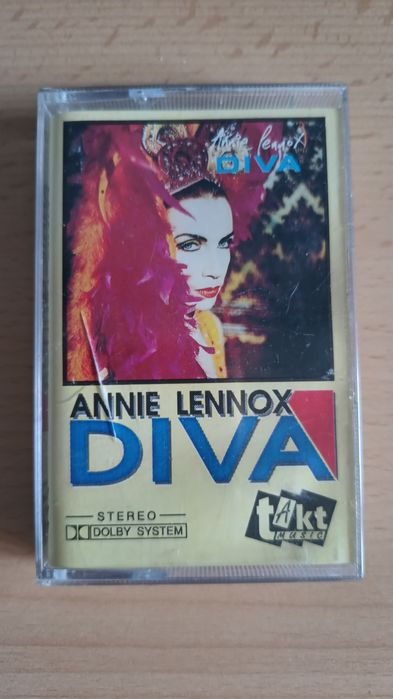 Annie Lennox
DIVA
ANNIE LENNOX
DIVA
STEREO
DOLBY SYSTEM
tAkt
MUSIC